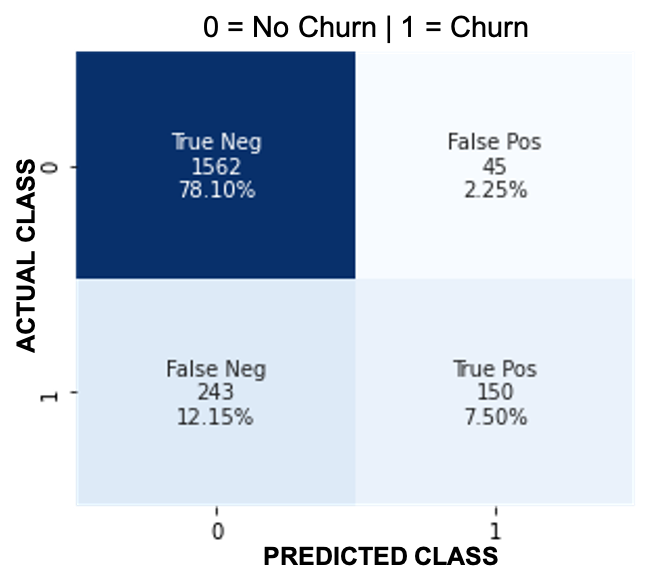 0 = No Churn | 1 = Churn
True Neg
1562
78.10%
False Pos
45
2.25%
0
ACTUAL CLASS
False Neg
243
12.15%
True Pos
150
7.50%
1
0
1
PREDICTED CLASS